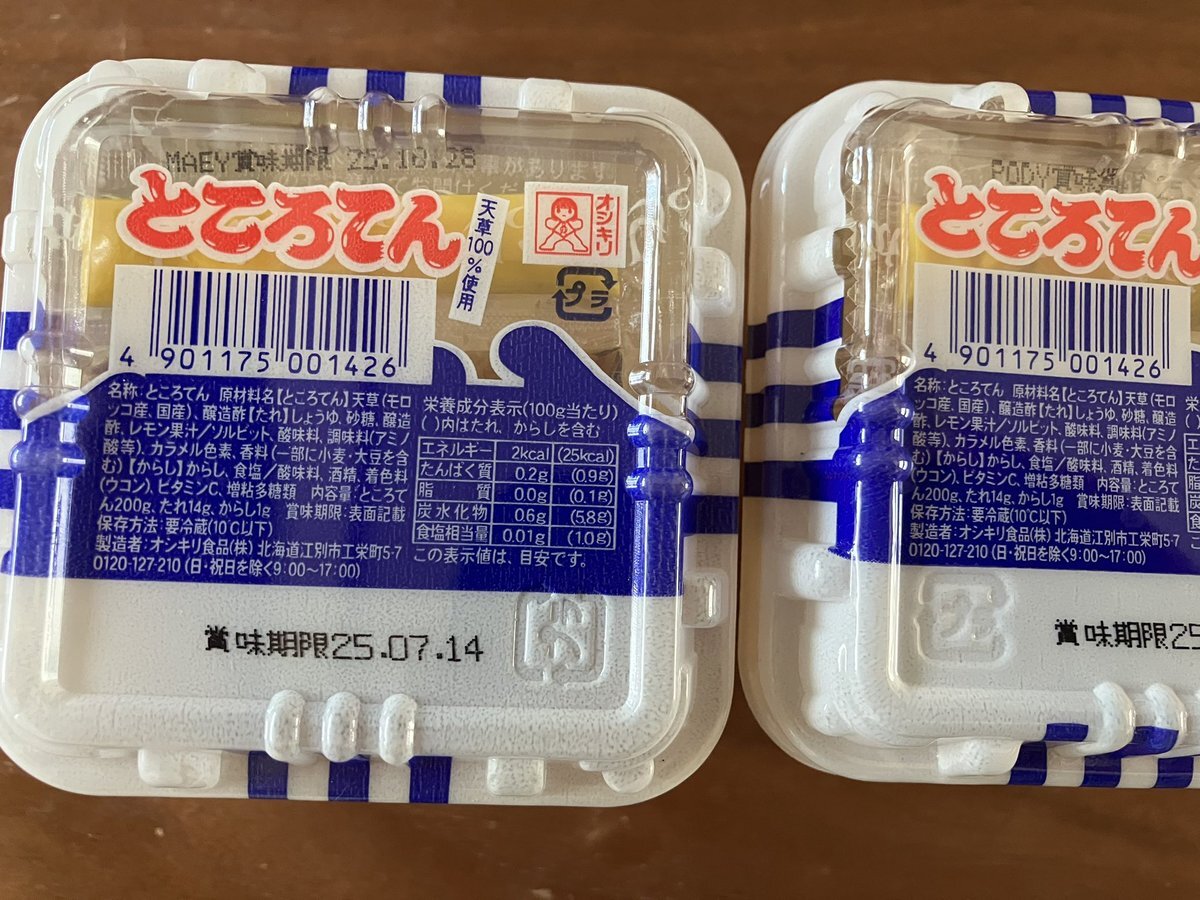 MAEY賞味期限 25.10.28
があります
ところてん
天草100%使用
オシキリ
プラ
4 901175 001426
名称:ところてん 原材料名【ところてん】天草(モロ
ッコ産、国産)、醸造酢【たれ】しょうゆ、砂糖、醸造
酢、レモン果汁/ソルビット、酸味料、調味料(アミノ
酸等)、カラメル色素、香料(一部に小麦・大豆を含
む)【からし】からし、食塩/酸味料、酒精、着色料
(ウコン)、ビタミンC、増粘多糖類 内容量:ところて
ん200g、たれ14g、からし1g 賞味期限:表面記載
保存方法:要冷蔵(10℃以下)
製造者:オシキリ食品(株) 北海道江別市工栄町5-7
0120-127-210(日・祝日を除く9:00~17:00)
栄養成分表示(100g当たり)
( )内はたれ、からしを含む
エネルギー 2kcal (25kcal)
たんぱく質 0.2g (0.9g)
脂質 0.0g (0.1g)
炭水化物 0.6g (5.8g)
食塩相当量 0.01g (1.0g)
この表示値は、目安です。
賞味期限25.07.14
プラ
賞味期
ところてん
4 901175 001426
名称:ところてん 原材料名【ところてん】天草(モロ
ッコ産、国産)、醸造酢【たれ】しょうゆ、砂糖、醸造
酢、レモン果汁/ソルビット、酸味料、調味料(アミノ
酸等)、カラメル色素、香料(一部に小麦・大豆を含
む)【からし】からし、食塩/酸味料、酒精、着色料
(ウコン)、ビタミンC、増粘多糖類 内容量:ところて
ん200g、たれ14g、からし1g 賞味期限:表面記載
保存方法:要冷蔵(10℃以下)
製造者:オシキリ食品(株) 北海道江別市工栄町5-7
0120-127-210(日・祝日を除く9:00~17:00)
栄
(
エ
た
脂
炭
食
こ
賞味期限25
プラ